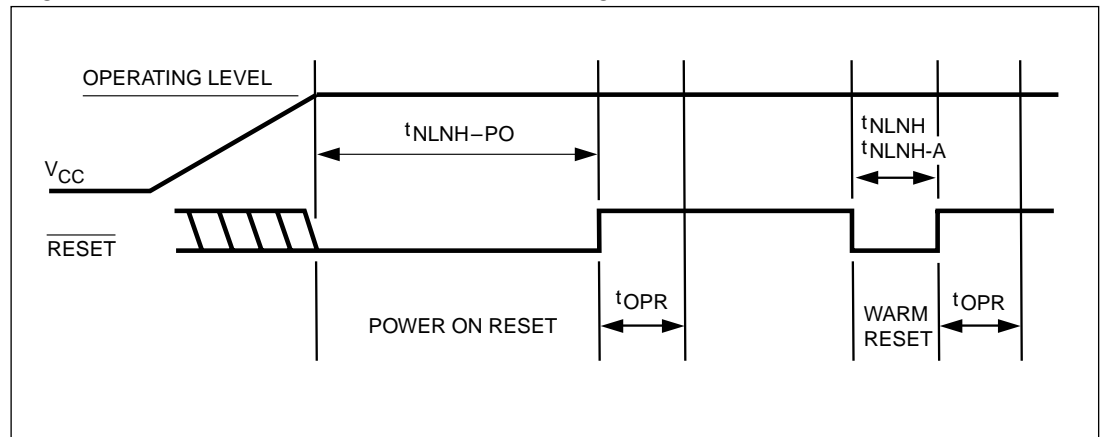 OPERATING LEVEL
tNLNH–PO
tNLNH
tNLNH-A
VCC
RESET
tOPR
tOPR
POWER ON RESET
WARM
RESET